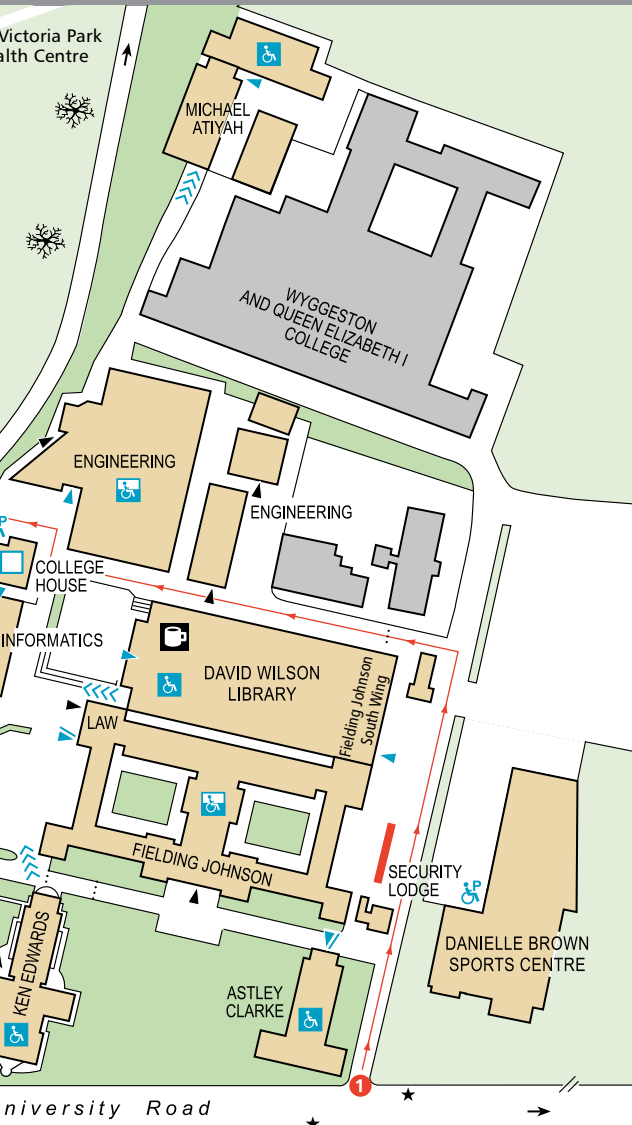 Victoria Park
alth Centre
MICHAEL
ATIYAH
WYGGESTON
AND QUEEN ELIZABETH I
COLLEGE
ENGINEERING
ENGINEERING
P
COLLEGE
HOUSE
INFORMATICS
DAVID WILSON
LIBRARY
Fielding Johnson
South Wing
LAW
FIELDING JOHNSON
SECURITY
LODGE
P
KEN EDWARDS
DANIELLE BROWN
SPORTS CENTRE
ASTLEY
CLARKE
1
niversity Road